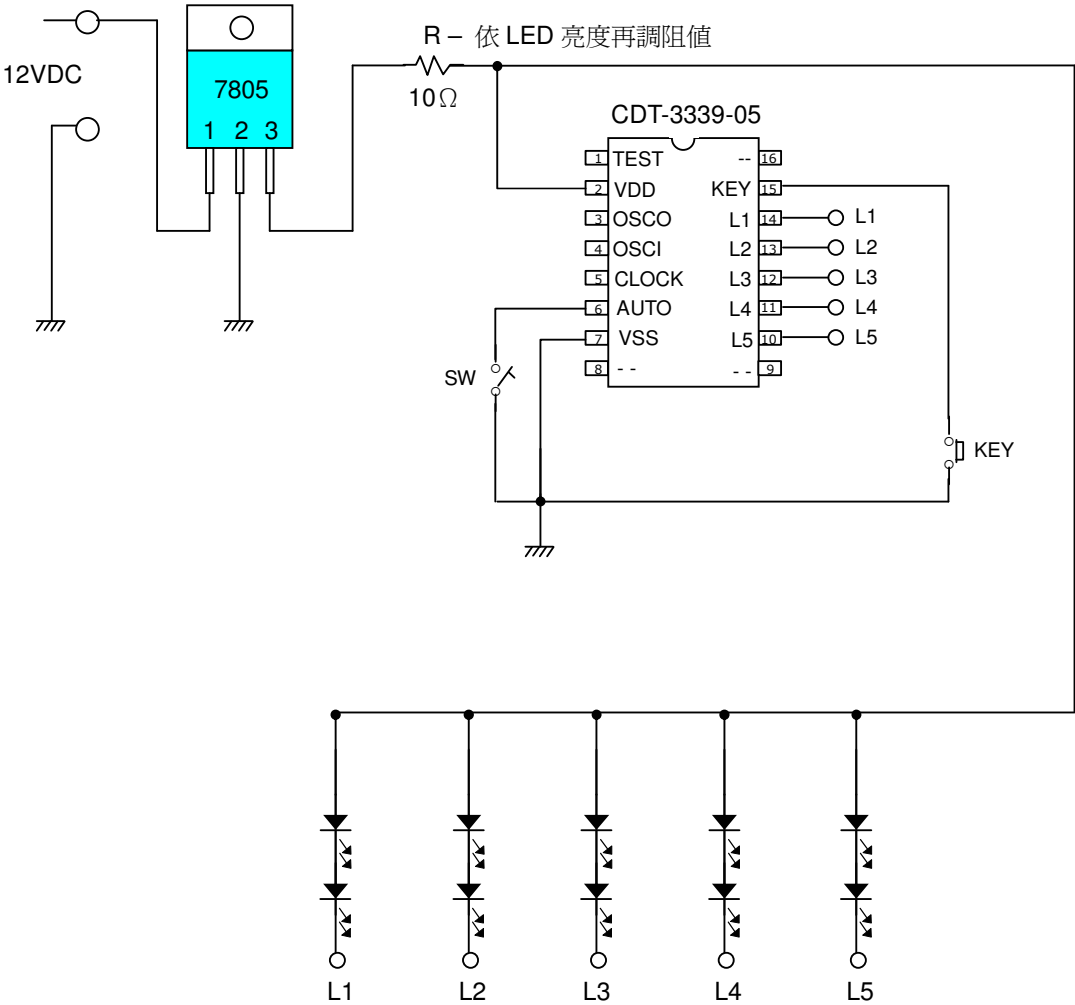 R – 依 LED 亮度再調阻值
12VDC
7805
10Ω
1 2 3
CDT-3339-05
1 TEST -- 16
2 VDD KEY 15
3 OSCO L1 14 L1
4 OSCI L2 13 L2
5 CLOCK L3 12 L3
6 AUTO L4 11 L4
7 VSS L5 10 L5
8 - - - - 9
SW
KEY
L1 L2 L3 L4 L5